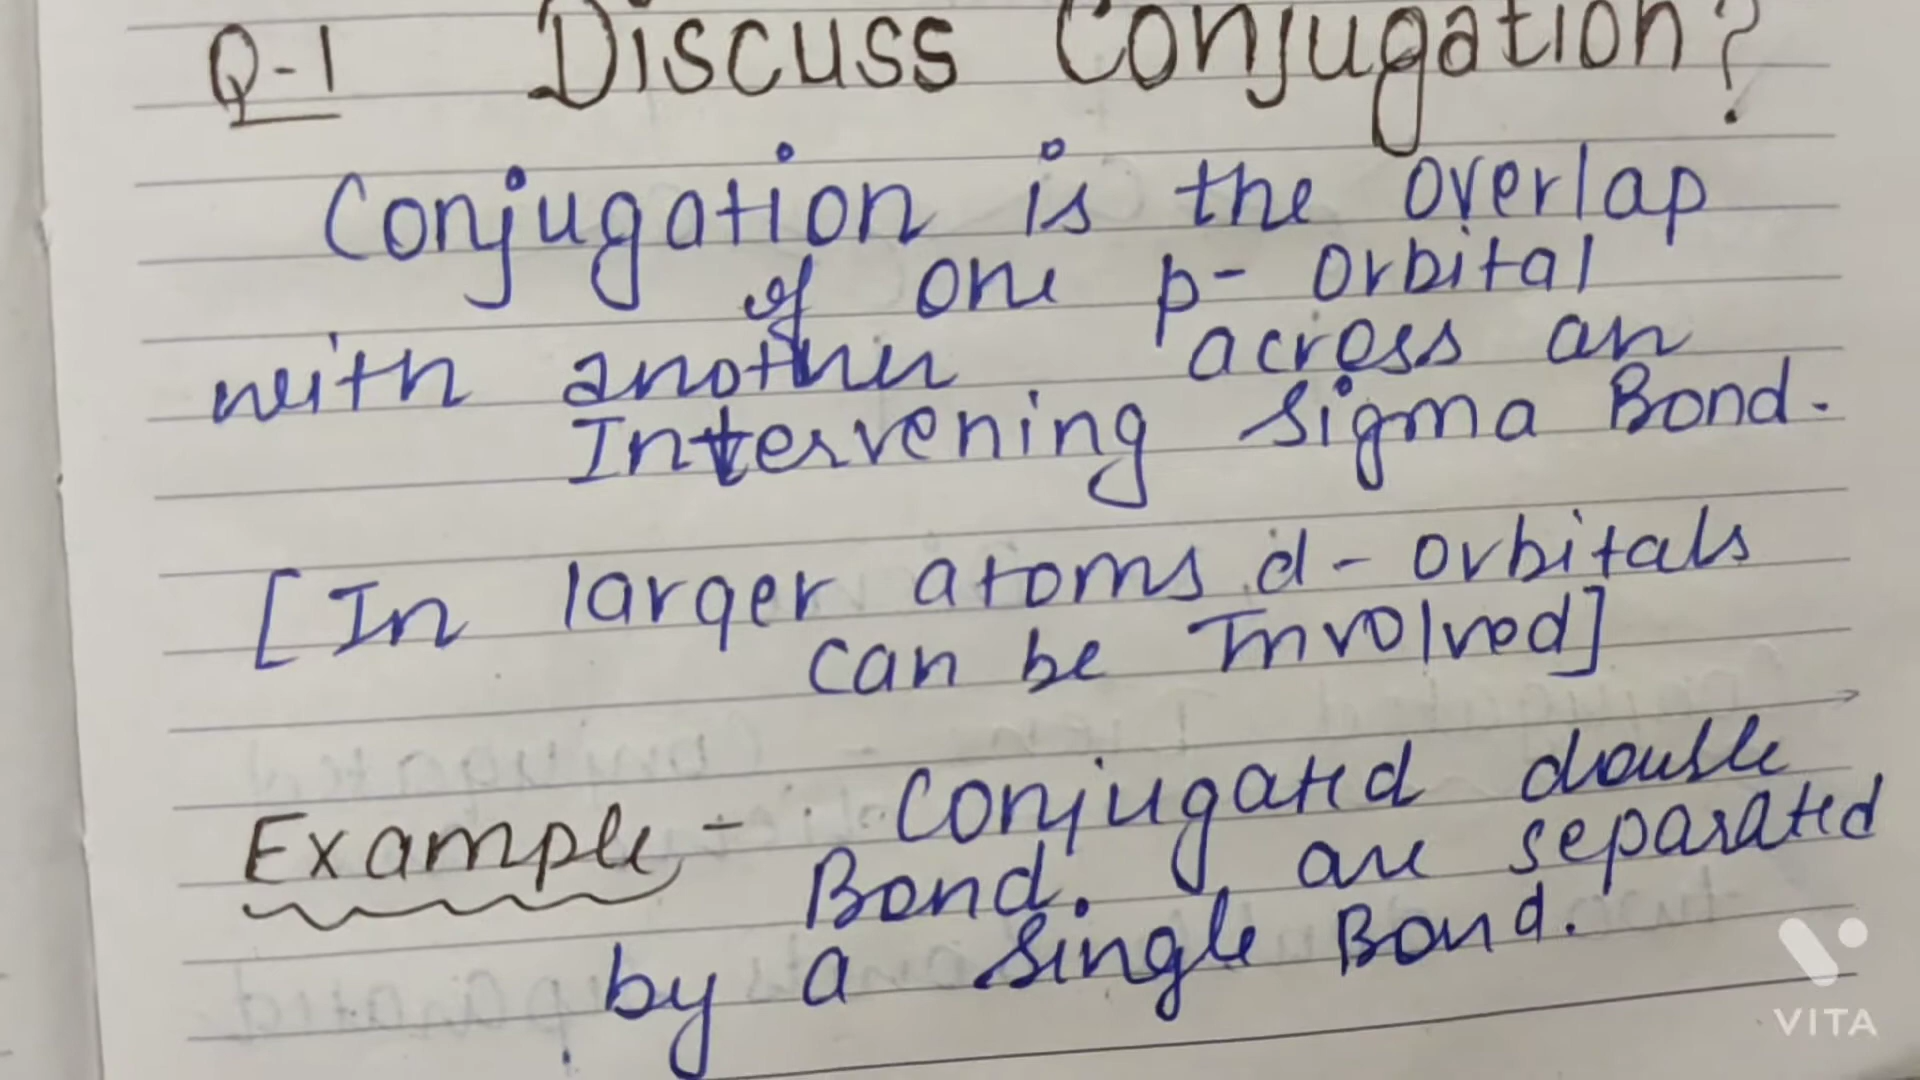 Q-1 Discuss Conjugation?
Conjugation is the overlap
of one p- orbital
with another across an
Intervening Sigma Bond.
[In larger atoms d- orbitals
can be Involved]
Example - Conjugated double
Bond. are separated
by a Single Bond.
VITA